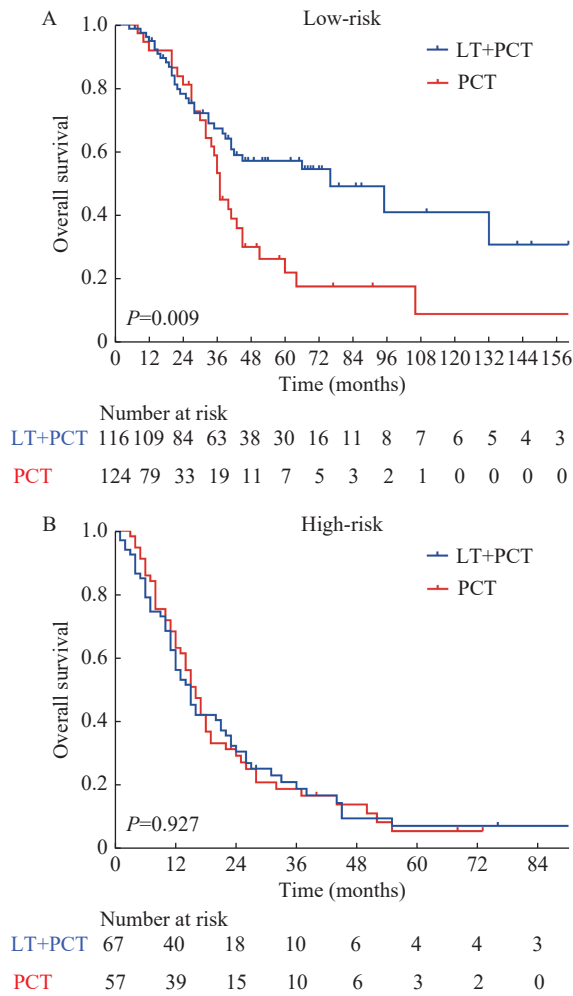 A Low-risk
1.0
LT+PCT
PCT
0.8
0.6
Overall survival
0.4
0.2
P=0.009
0 12 24 36 48 60 72 84 96 108 120 132 144 156
Time (months)
Number at risk
LT+PCT 116 109 84 63 38 30 16 11 8 7 6 5 4 3
PCT 124 79 33 19 11 7 5 3 2 1 0 0 0 0
B High-risk
1.0
LT+PCT
PCT
0.8
0.6
Overall survival
0.4
0.2
P=0.927
0
0 12 24 36 48 60 72 84
Time (months)
Number at risk
LT+PCT 67 40 18 10 6 4 4 3
PCT 57 39 15 10 6 3 2 0